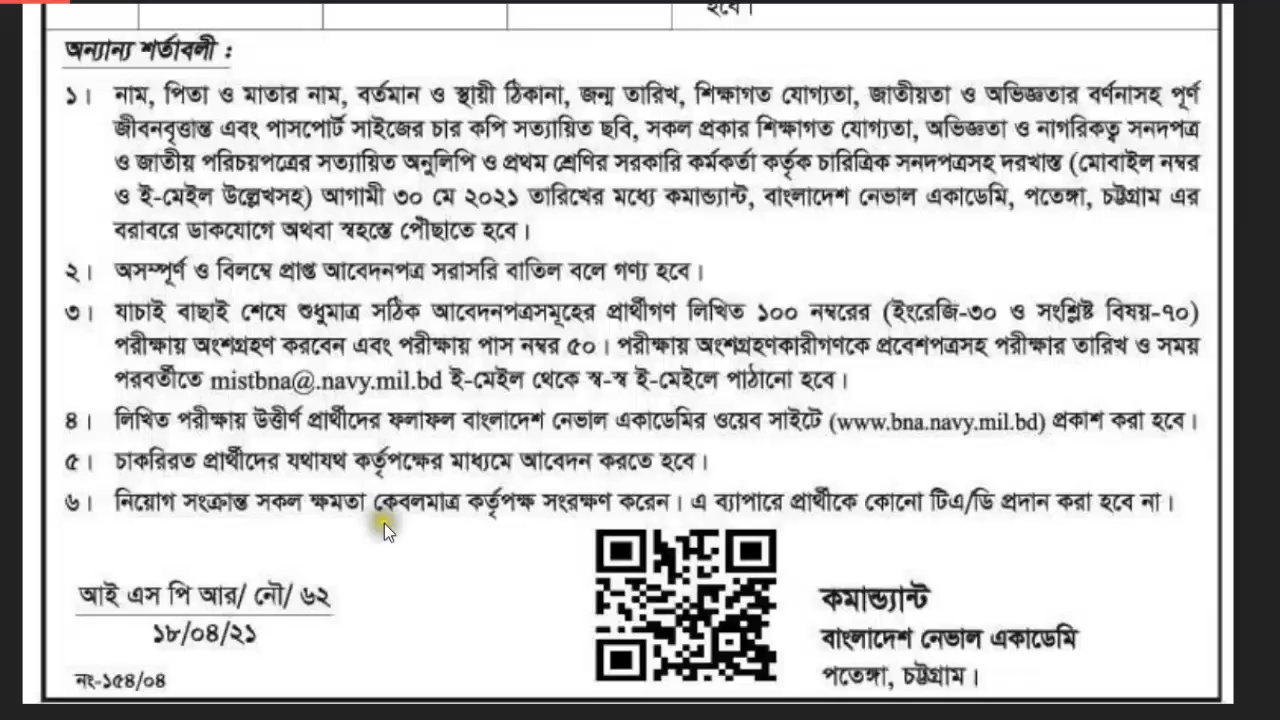 হবে।
অন্যান্য শর্তাবলী :
১। নাম, পিতা ও মাতার নাম, বর্তমান ও স্থায়ী ঠিকানা, জন্ম তারিখ, শিক্ষাগত যোগ্যতা, জাতীয়তা ও অভিজ্ঞতার বর্ণনাসহ পূর্ণ
জীবনবৃত্তান্ত এবং পাসপোর্ট সাইজের চার কপি সত্যায়িত ছবি, সকল প্রকার শিক্ষাগত যোগ্যতা, অভিজ্ঞতা ও নাগরিকত্ব সনদপত্র
ও জাতীয় পরিচয়পত্রের সত্যায়িত অনুলিপি ও প্রথম শ্রেণির সরকারি কর্মকর্তা কর্তৃক চারিত্রিক সনদপত্রসহ দরখাস্ত (মোবাইল নম্বর
ও ই-মেইল উল্লেখসহ) আগামী ৩০ মে ২০২১ তারিখের মধ্যে কমান্ড্যান্ট, বাংলাদেশ নেভাল একাডেমি, পতেঙ্গা, চট্টগ্রাম এর
বরাবরে ডাকযোগে অথবা স্বহস্তে পৌঁছাতে হবে।
২। অসম্পূর্ণ ও বিলম্বে প্রাপ্ত আবেদনপত্র সরাসরি বাতিল বলে গণ্য হবে।
৩। যাচাই বাছাই শেষে শুধুমাত্র সঠিক আবেদনপত্রসমূহের প্রার্থীগণ লিখিত ১০০ নম্বরের (ইংরেজি-৩০ ও সংশ্লিষ্ট বিষয়-৭০)
পরীক্ষায় অংশগ্রহণ করবেন এবং পরীক্ষায় পাস নম্বর ৫০। পরীক্ষায় অংশগ্রহণকারীগণকে প্রবেশপত্রসহ পরীক্ষার তারিখ ও সময়
পরবর্তীতে mistbna@.navy.mil.bd ই-মেইল থেকে স্ব-স্ব ই-মেইলে পাঠানো হবে।
৪। লিখিত পরীক্ষায় উত্তীর্ণ প্রার্থীদের ফলাফল বাংলাদেশ নেভাল একাডেমির ওয়েব সাইটে (www.bna.navy.mil.bd) প্রকাশ করা হবে।
৫। চাকরিরত প্রার্থীদের যথাযথ কর্তৃপক্ষের মাধ্যমে আবেদন করতে হবে।
৬। নিয়োগ সংক্রান্ত সকল ক্ষমতা কেবলমাত্র কর্তৃপক্ষ সংরক্ষণ করেন। এ ব্যাপারে প্রার্থীকে কোনো টিএ/ডি প্রদান করা হবে না।
আই এস পি আর/ নৌ/ ৬২
১৮/০৪/২১
নং-১৫৪/০৪
কমান্ড্যান্ট
বাংলাদেশ নেভাল একাডেমি
পতেঙ্গা, চট্টগ্রাম।